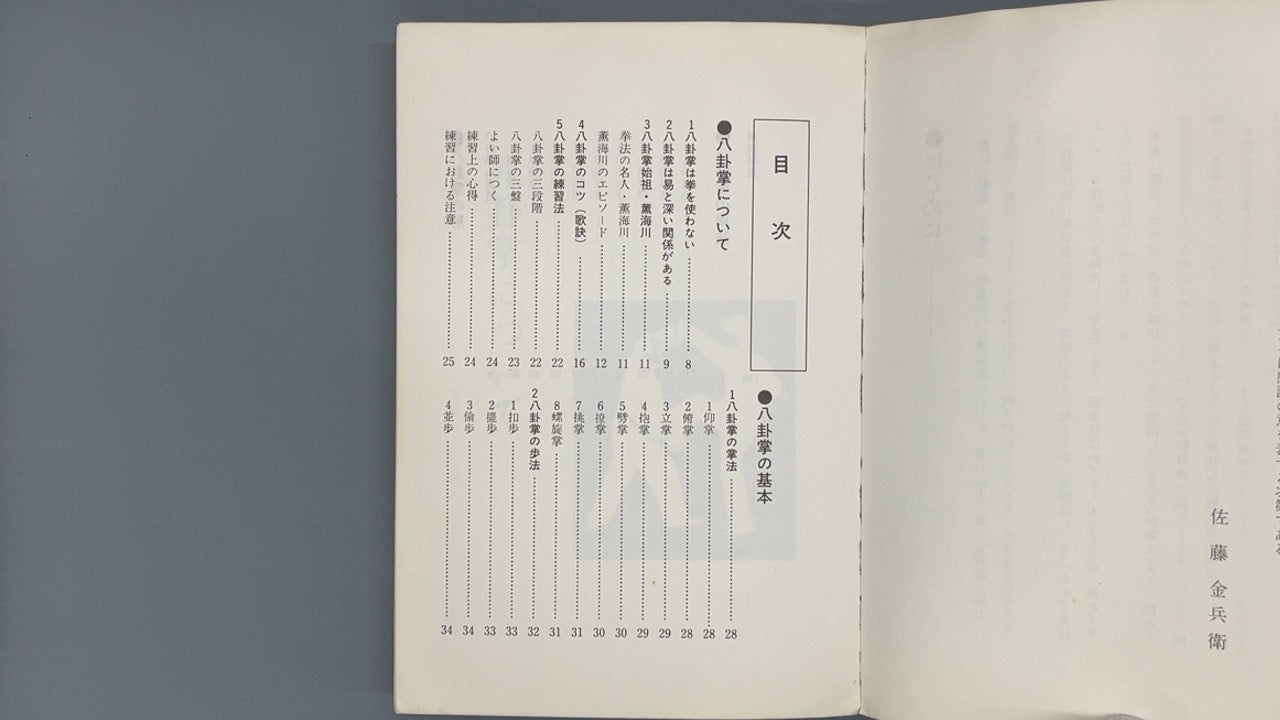 佐藤金兵衛
目次
●八卦掌について
1八卦掌は拳を使わない 8
2八卦掌は易と深い関係がある 9
3八卦掌始祖・薫海川 11
拳法の名人・薫海川 11
薫海川のエピソード 12
4八卦掌のコツ(歌訣) 16
5八卦掌の練習法 22
八卦掌の三段階 22
八卦掌の三盤 23
よい師につく 24
練習上の心得 24
練習における注意 25
●八卦掌の基本
1八卦掌の掌法 28
1仰掌 28
2俯掌 28
3立掌 29
4抱掌 29
5劈掌 30
6撩掌 30
7挑掌 31
8螺旋掌 31
2八卦掌の歩法 32
1扣歩 33
2擺歩 33
3偷歩 34
4並歩 34